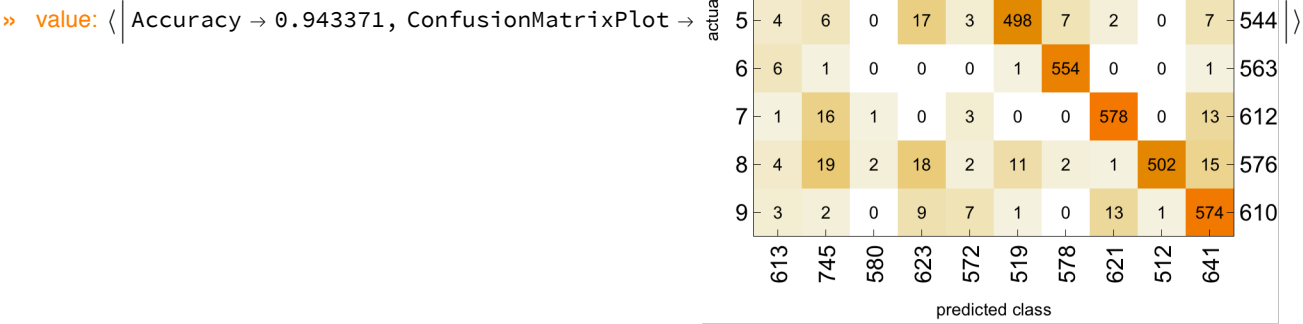 » value: ⟨|Accuracy → 0.943371, ConfusionMatrixPlot →
actua
5 4 6 0 17 3 498 7 2 0 7 544 |⟩
6 6 1 0 0 0 1 554 0 0 1 563
7 1 16 1 0 3 0 0 578 0 13 612
8 4 19 2 18 2 11 2 1 502 15 576
9 3 2 0 9 7 1 0 13 1 574 610
613 745 580 623 572 519 578 621 512 641
predicted class